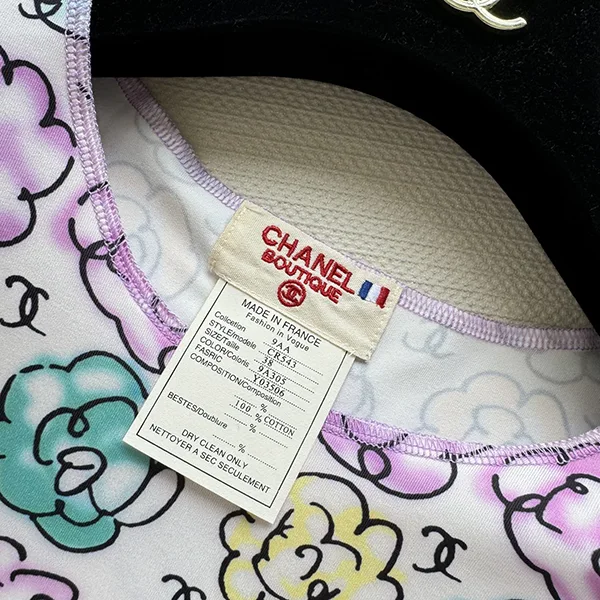 CHANEL
BOUTIQUE
MADE IN FRANCE
Fashion in Vogue
Collcetion 9AA
STYLE/modele CR543
SIZE/Taille 38
COLOR/Coloris 9A305
FABRIC Y03506
COMPOSITION/Composition
100 % COTTON
%
BESTES/Doublure %
DRY CLEAN ONLY
NETTOYER A SEC SEULEMENT